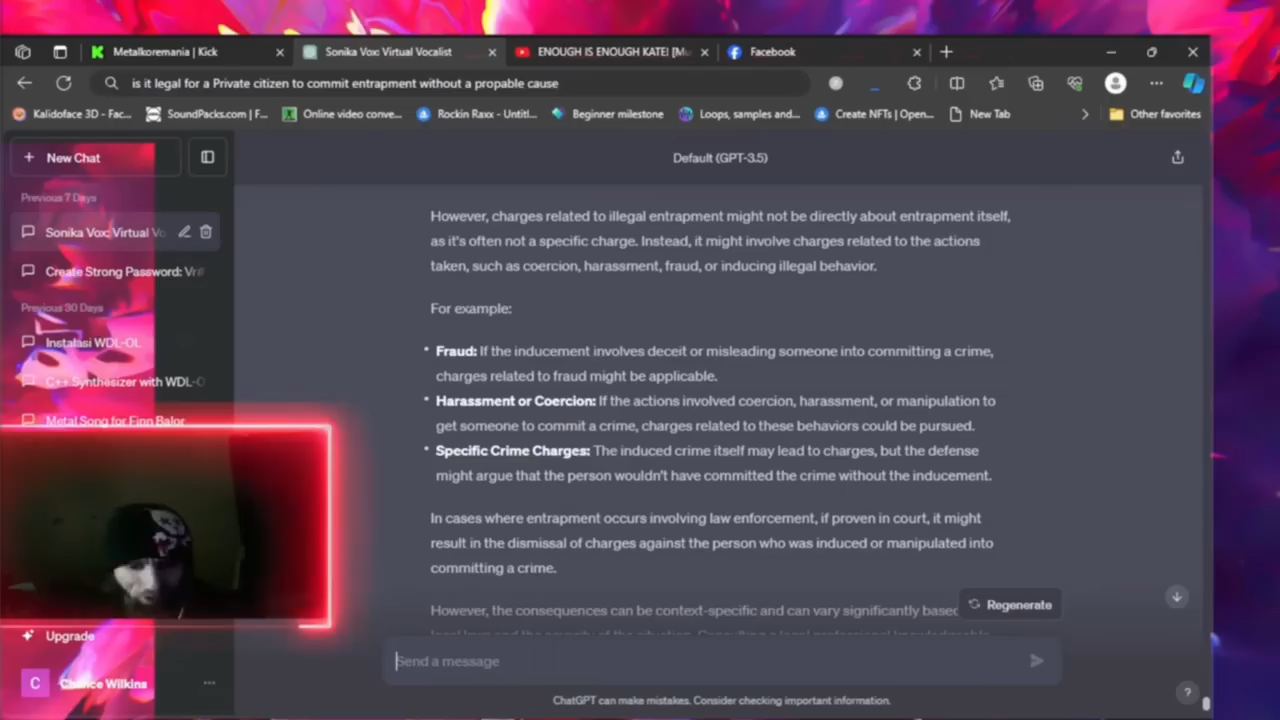 Metalkoremania | Kick
Sonika Vox: Virtual Vocalist
ENOUGH IS ENOUGH KATE! [Mu
Facebook
is it legal for a Private citizen to commit entrapment without a propable cause
Kalidoface 3D - Fac...
SoundPacks.com | F...
Online video conve...
Rockin Raxx - Untitl...
Beginner milestone
Loops, samples and...
Create NFTs | Open...
New Tab
Other favorites
New Chat
Default (GPT-3.5)
Previous 7 Days
Sonika Vox: Virtual Vo
Create Strong Password: Vr#
Previous 30 Days
Instalasi WDL-OL
C++ Synthesizer with WDL-O
Metal Song for Finn Balor
However, charges related to illegal entrapment might not be directly about entrapment itself,
as it's often not a specific charge. Instead, it might involve charges related to the actions
taken, such as coercion, harassment, fraud, or inducing illegal behavior.
For example:
• Fraud: If the inducement involves deceit or misleading someone into committing a crime,
charges related to fraud might be applicable.
• Harassment or Coercion: If the actions involved coercion, harassment, or manipulation to
get someone to commit a crime, charges related to these behaviors could be pursued.
• Specific Crime Charges: The induced crime itself may lead to charges, but the defense
might argue that the person wouldn't have committed the crime without the inducement.
In cases where entrapment occurs involving law enforcement, if proven in court, it might
result in the dismissal of charges against the person who was induced or manipulated into
committing a crime.
However, the consequences can be context-specific and can vary significantly based
Regenerate
Upgrade
C
Chance Wilkins
Send a message
ChatGPT can make mistakes. Consider checking important information.
?